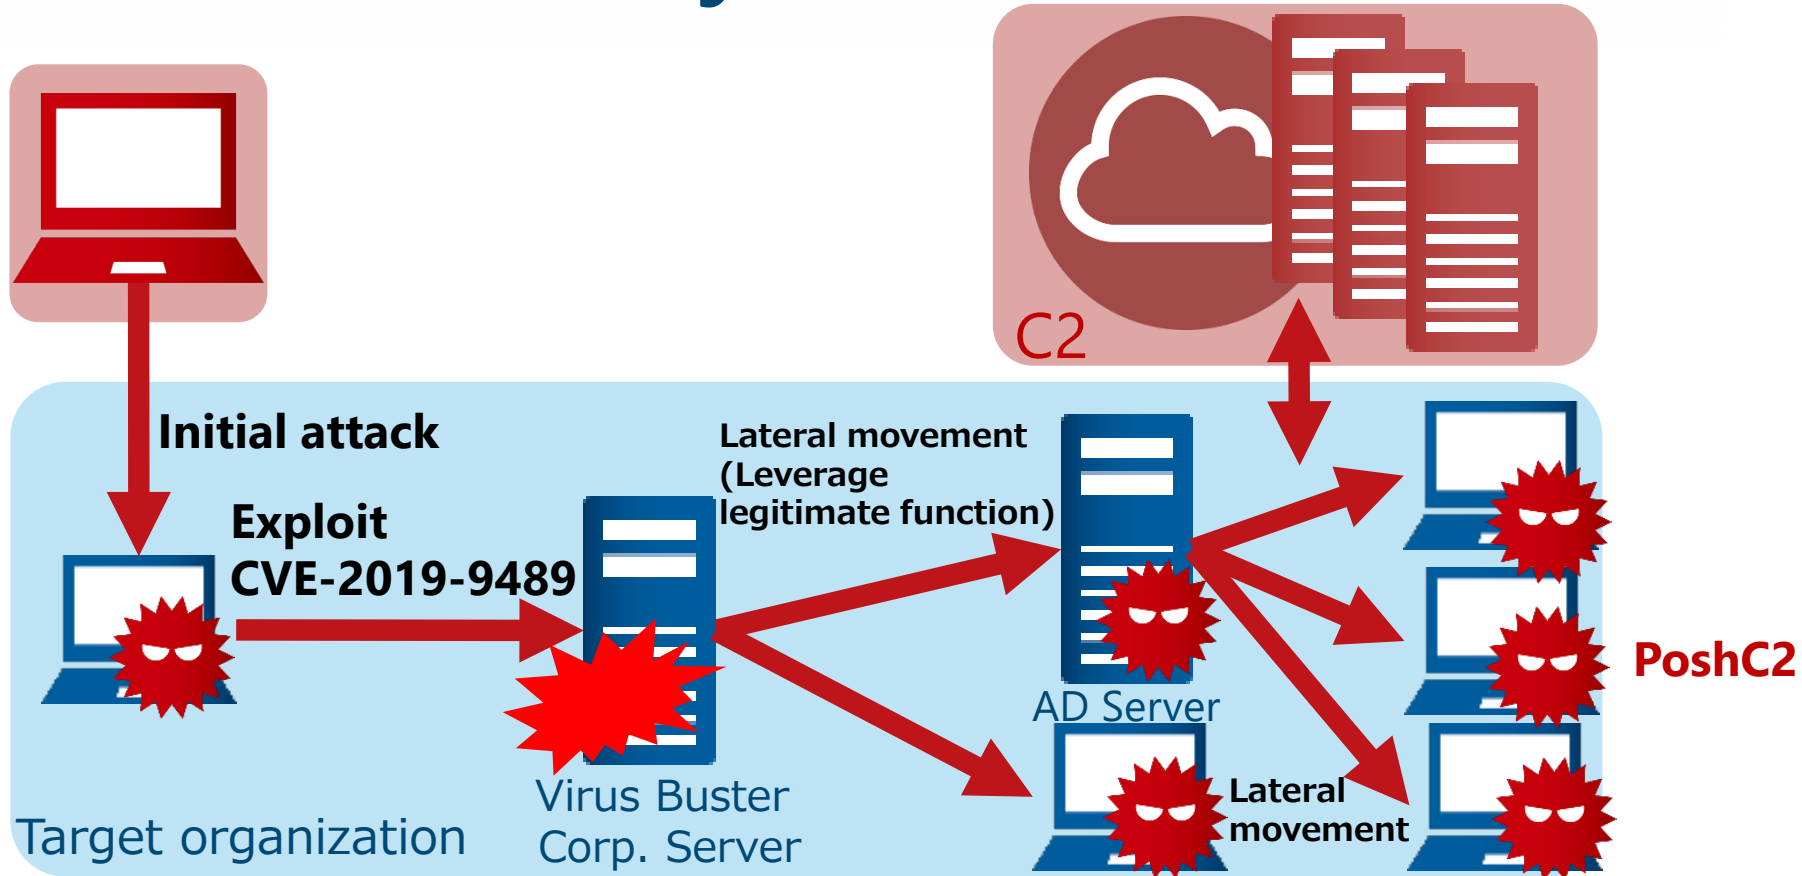 C2
Initial attack
Exploit
CVE-2019-9489
Lateral movement
(Leverage
legitimate function)
AD Server
PoshC2
Virus Buster
Corp. Server
Lateral
movement
Target organization